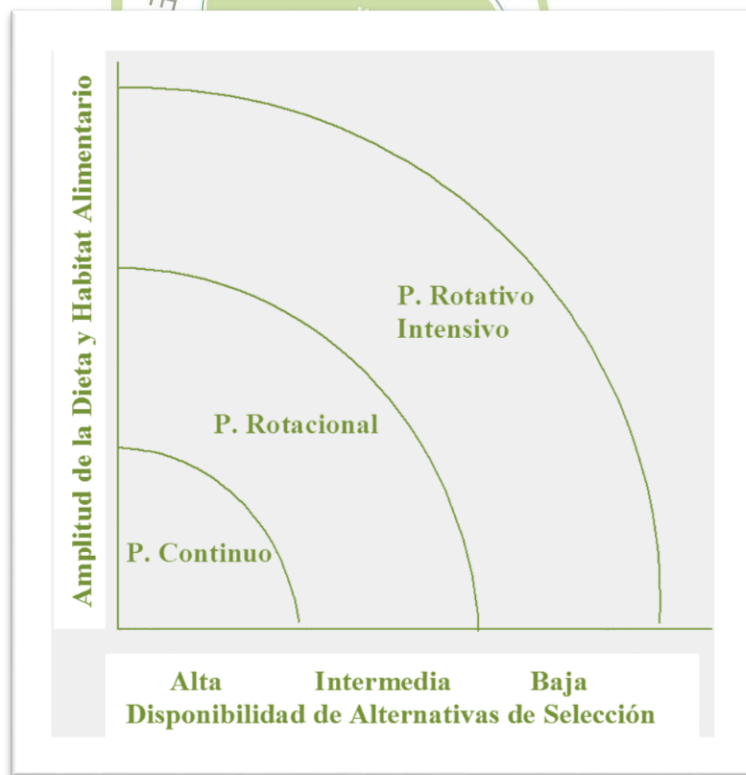 Amplitud de la Dieta y Habitat Alimentario
P. Rotativo
Intensivo
P. Rotacional
P. Continuo
Alta Intermedia Baja
Disponibilidad de Alternativas de Selección